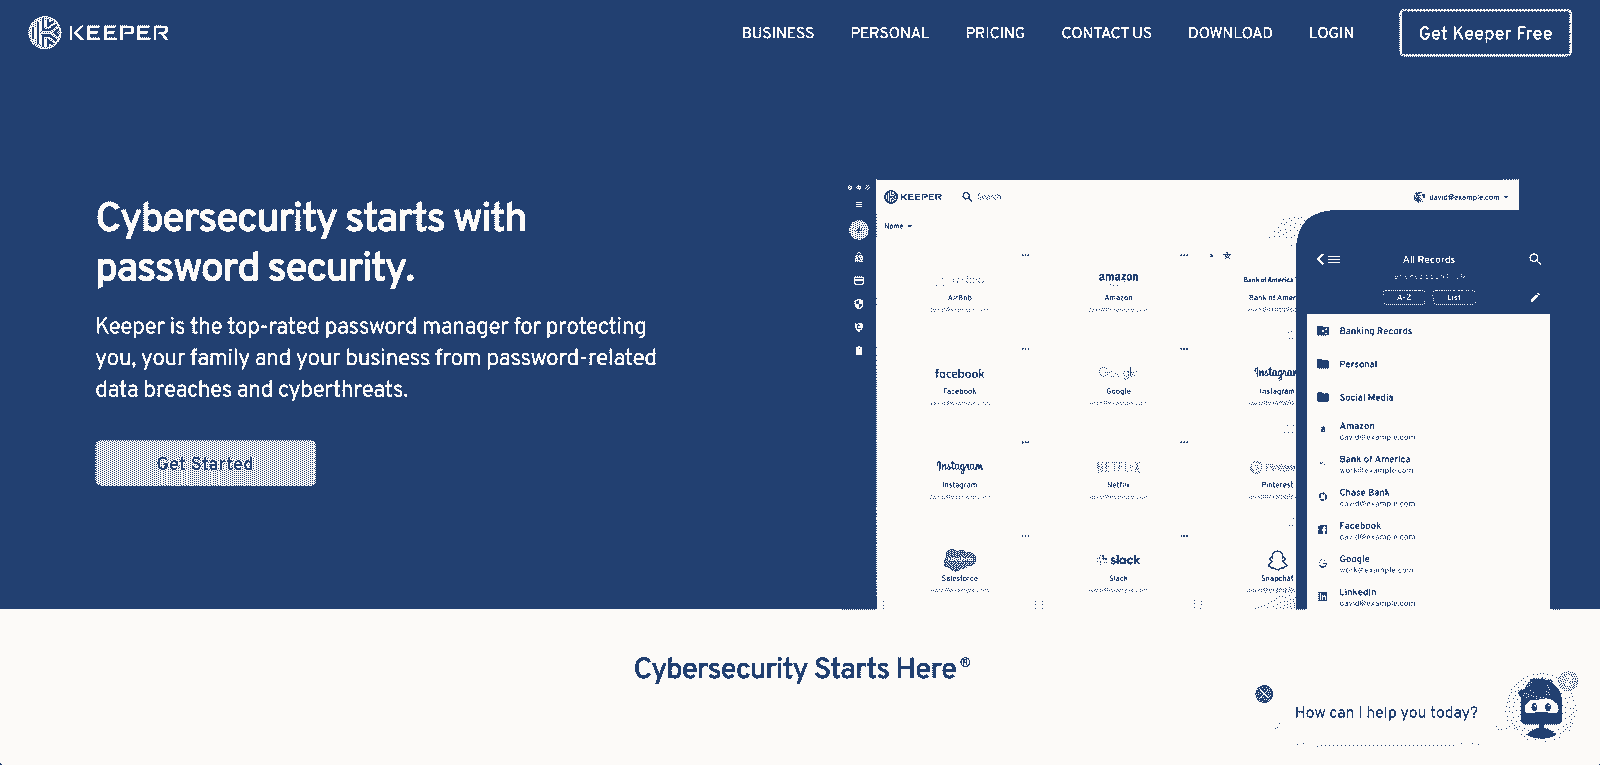 KEEPER
BUSINESS PERSONAL PRICING CONTACT US DOWNLOAD LOGIN Get Keeper Free
Cybersecurity starts with
password security.
Keeper is the top-rated password manager for protecting
you, your family and your business from password-related
data breaches and cyberthreats.
Get Started
KEEPER Search david@example.com
Name
amazon Bank of America
AirBnb Amazon Bank of Amer
facebook Google Instagram
Facebook Google Instagram
Instagram NETFLIX
Instagram Netflix Pinterest
slack
Salesforce Slack Snapchat
All Records
A-Z List
Banking Records
Personal
Social Media
Amazon
david@example.com
Bank of America
work@example.com
Chase Bank
david@example.com
Facebook
david@example.com
Google
work@example.com
LinkedIn
david@example.com
Cybersecurity Starts Here®
How can I help you today?